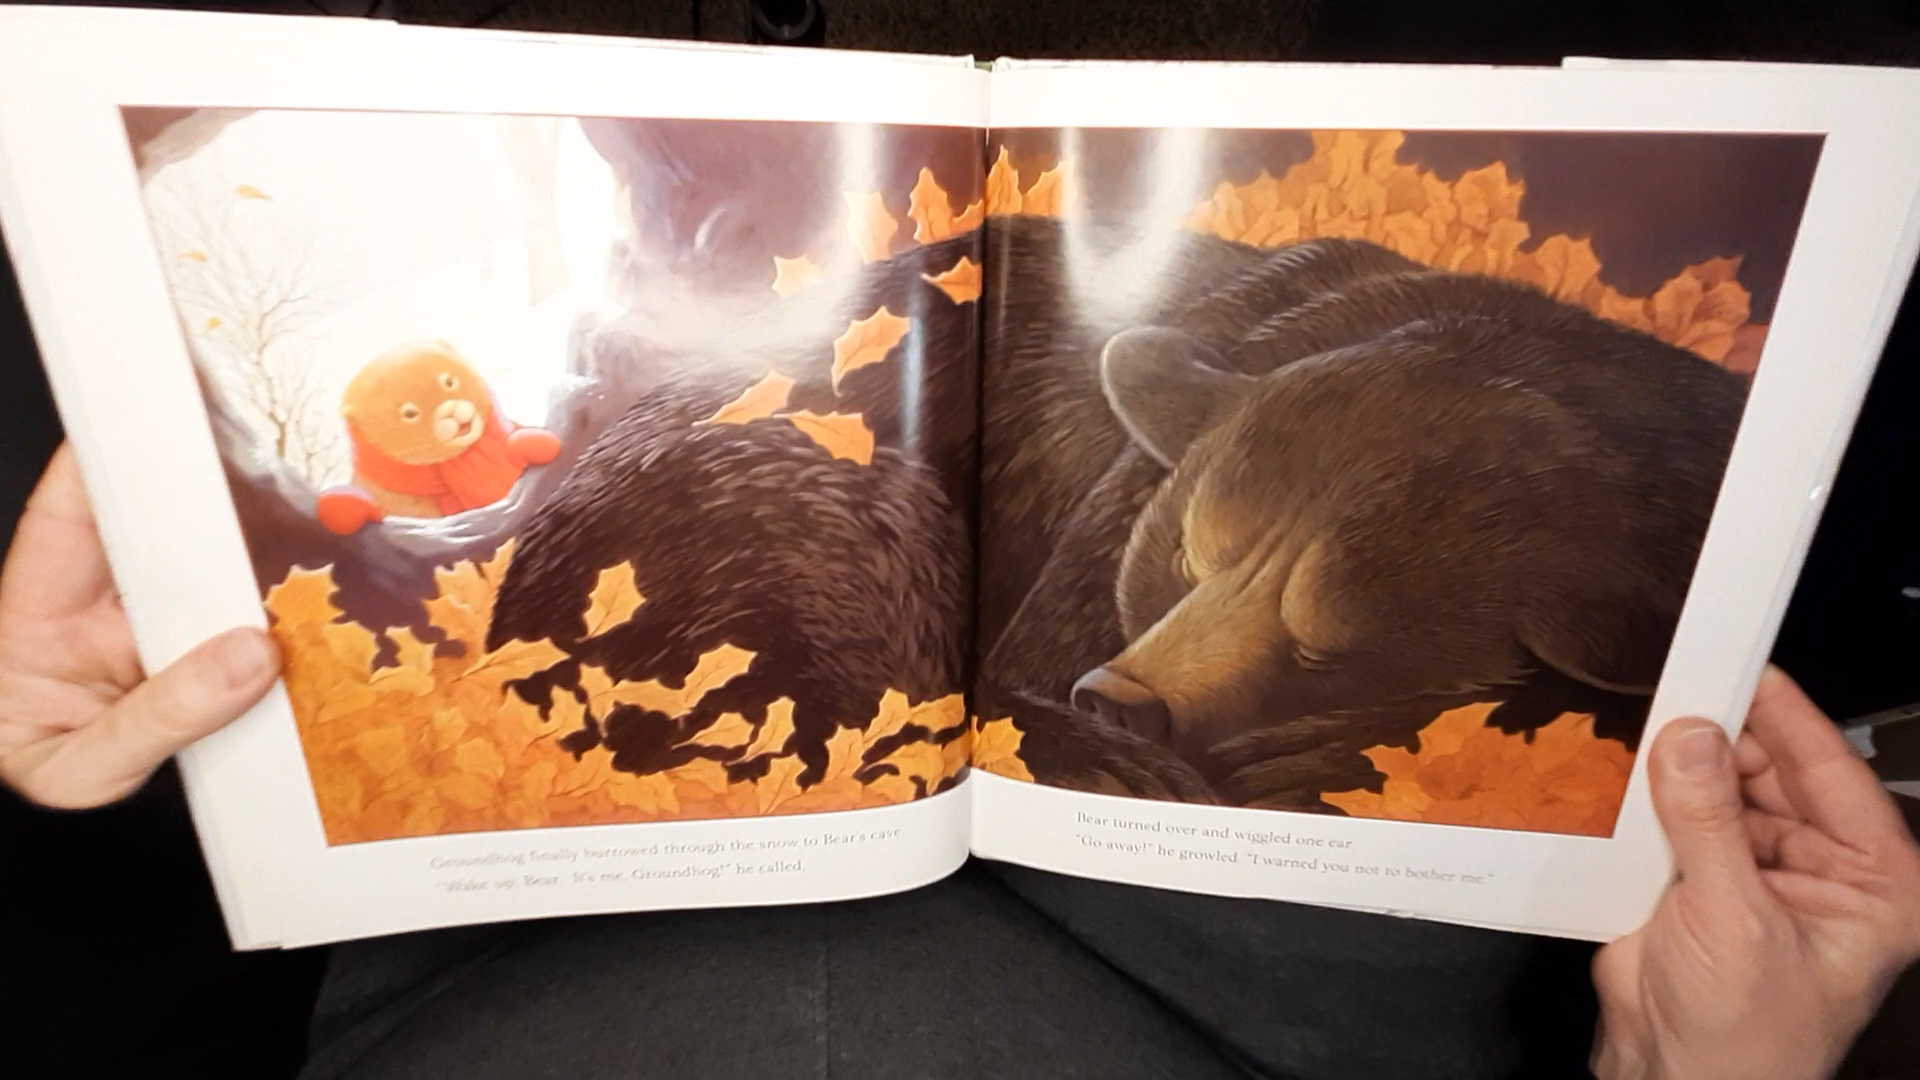 Groundhog finally burrowed through the snow to Bear's cave.
"Wake up, Bear. It's me, Groundhog!" he called.
Bear turned over and wiggled one ear.
"Go away!" he growled. "I warned you not to bother me."